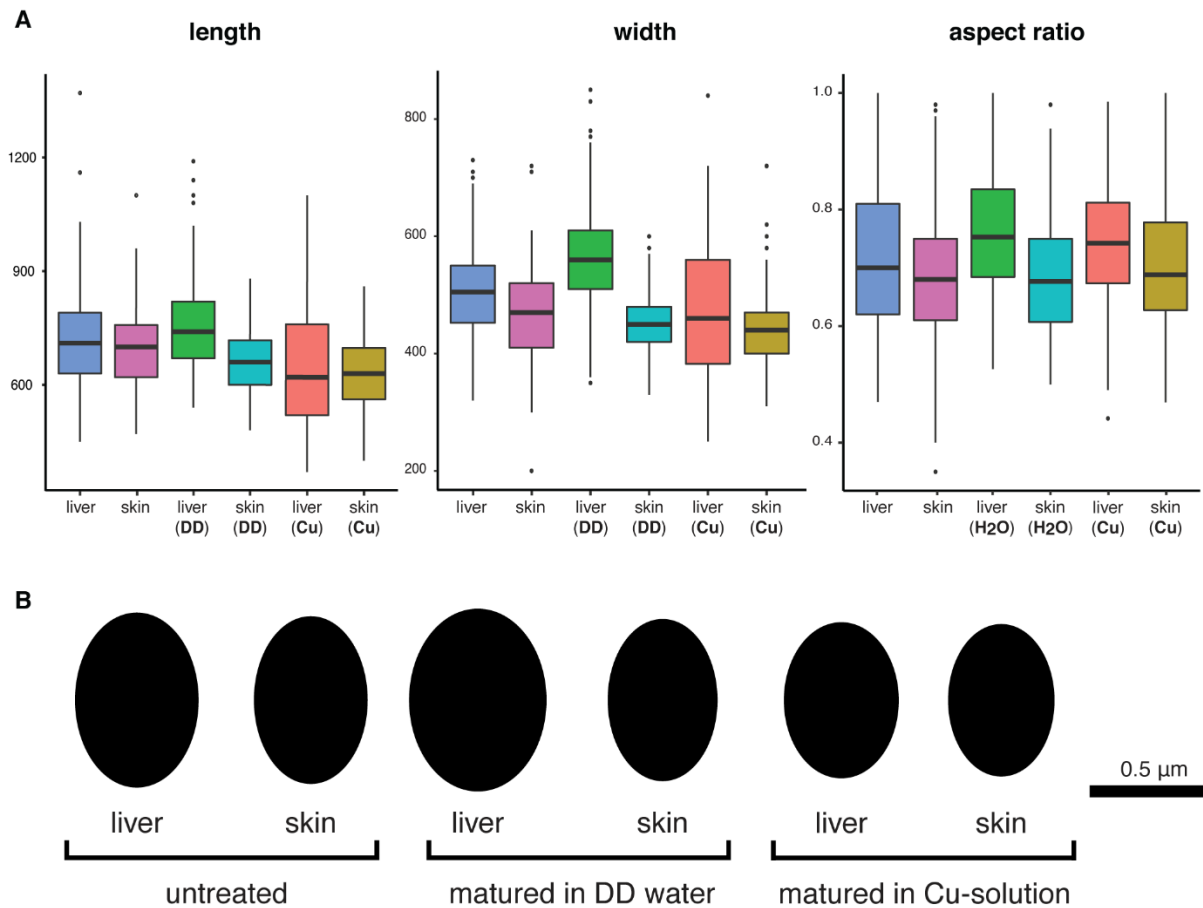 A
length
width
aspect ratio
1200
900
600
liver skin liver skin liver skin
(DD) (DD) (Cu) (Cu)
800
600
400
200
liver skin liver skin liver skin
(DD) (DD) (Cu) (Cu)
1.0
0.8
0.6
0.4
liver skin liver skin liver skin
(H2O) (H2O) (Cu) (Cu)
B
0.5 µm
liver skin liver skin liver skin
untreated matured in DD water matured in Cu-solution